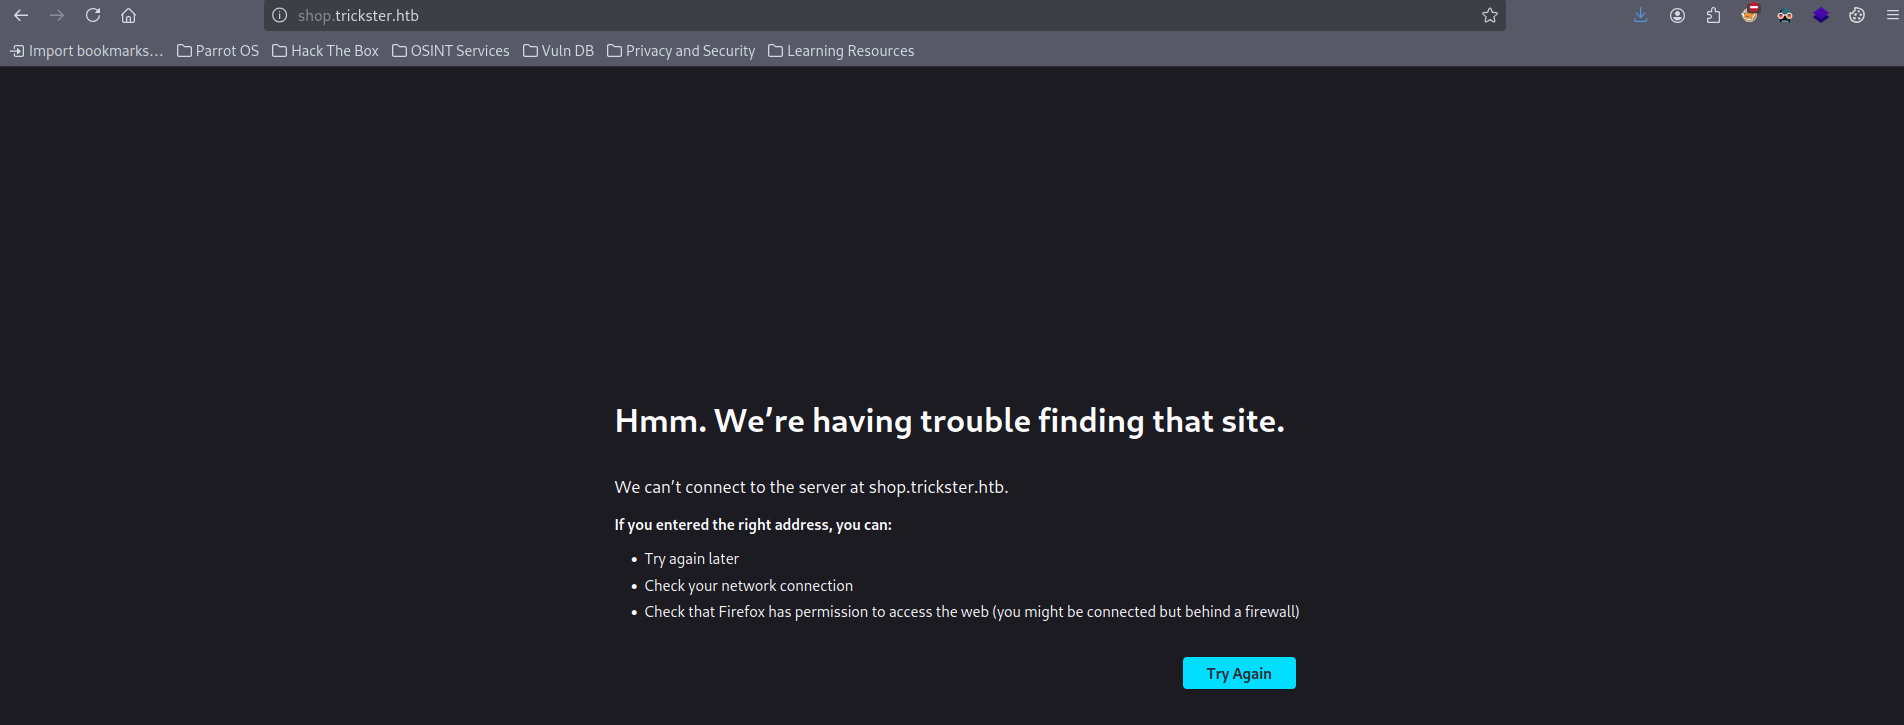 shop.trickster.htb
Import bookmarks... Parrot OS Hack The Box OSINT Services Vuln DB Privacy and Security Learning Resources
Hmm. We’re having trouble finding that site.
We can’t connect to the server at shop.trickster.htb.
If you entered the right address, you can:
• Try again later
• Check your network connection
• Check that Firefox has permission to access the web (you might be connected but behind a firewall)
Try Again